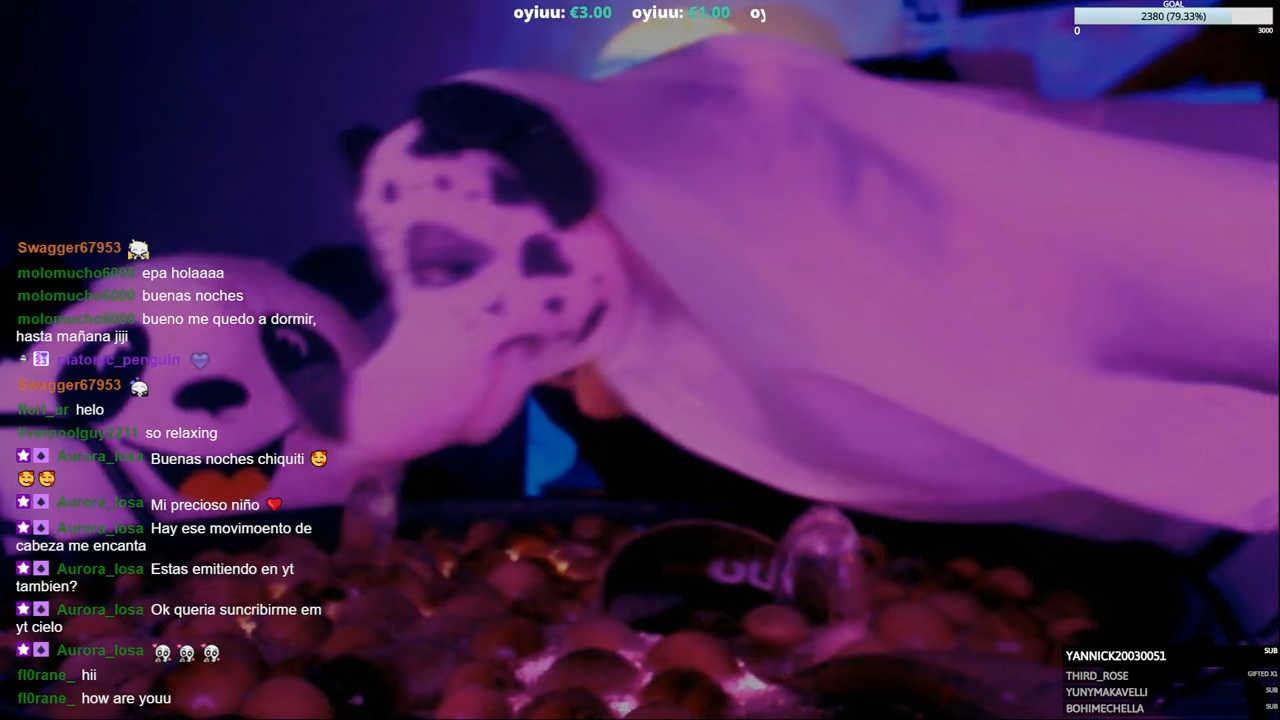 oyiuu: €3.00 oyiuu: €1.00
GOAL
2380 (79.33%)
0 3000
Swagger67953
molomucho6000 epa holaaaa
molomucho6000 buenas noches
molomucho6000 bueno me quedo a dormir,
hasta mañana jiji
platonic_penguin
Swagger67953
helo
liverpoolguy2211 so relaxing
Aurora_losa Buenas noches chiquiti
Aurora_losa Mi precioso niño
Aurora_losa Hay ese movimoento de
cabeza me encanta
Aurora_losa Estas emitiendo en yt
tambien?
Aurora_losa Ok queria suncribirme em
yt cielo
Aurora_losa
fl0rane_ hii
fl0rane_ how are youu
YANNICK20030051 SUB
THIRD_ROSE GIFTED X1
YUNYMAKAVELLI SUB
BOHIMECHELLA SUB